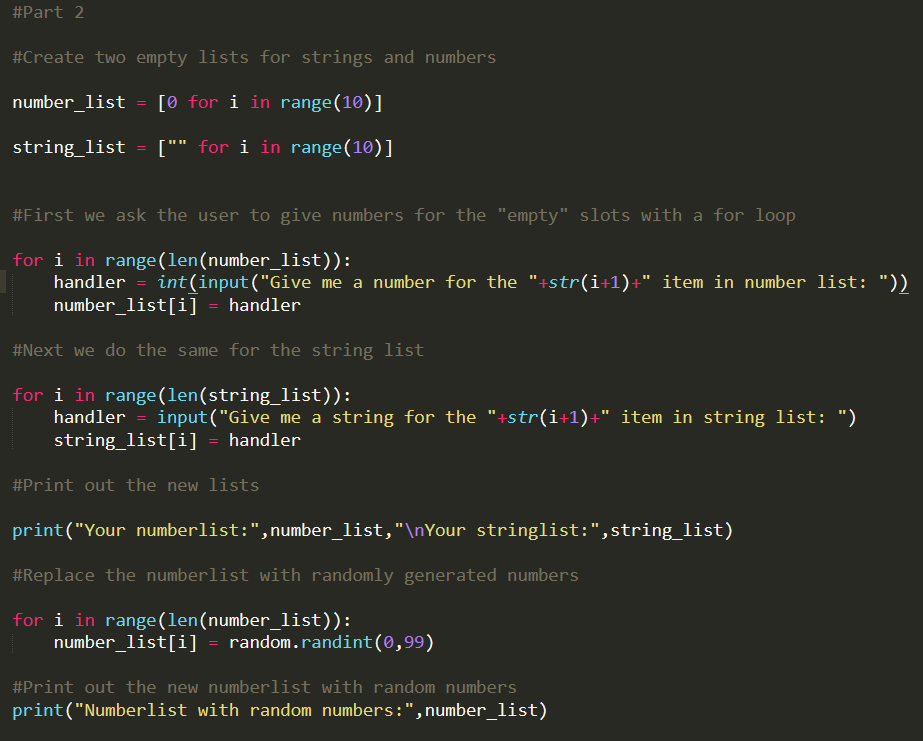 #Part 2
#Create two empty lists for strings and numbers
number_list = [0 for i in range(10)]
string_list = ["" for i in range(10)]
#First we ask the user to give numbers for the "empty" slots with a for loop
for i in range(len(number_list)):
    handler = int(input("Give me a number for the "+str(i+1)+" item in number list: "))
    number_list[i] = handler
#Next we do the same for the string list
for i in range(len(string_list)):
    handler = input("Give me a string for the "+str(i+1)+" item in string list: ")
    string_list[i] = handler
#Print out the new lists
print("Your numberlist:",number_list,"\nYour stringlist:",string_list)
#Replace the numberlist with randomly generated numbers
for i in range(len(number_list)):
    number_list[i] = random.randint(0,99)
#Print out the new numberlist with random numbers
print("Numberlist with random numbers:",number_list)